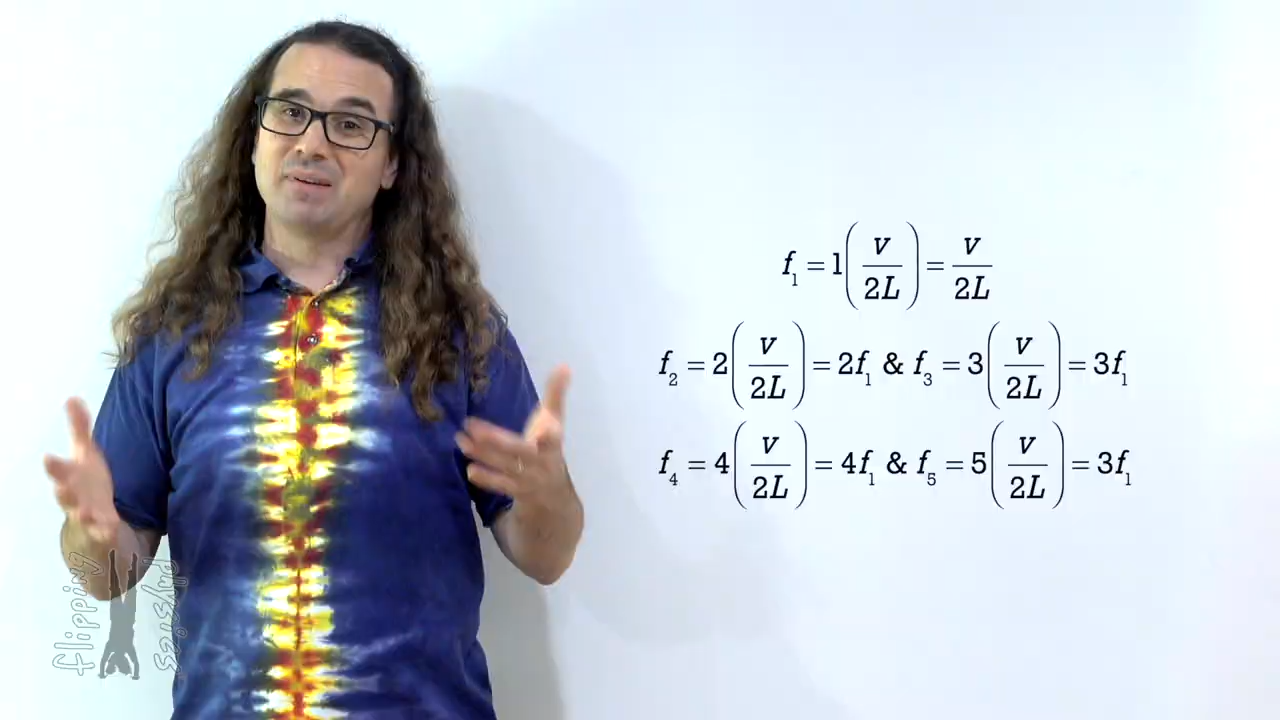 f₁ = 1(v/2L) = v/2L
f₂ = 2(v/2L) = 2f₁ & f₃ = 3(v/2L) = 3f₁
f₄ = 4(v/2L) = 4f₁ & f₅ = 5(v/2L) = 3f₁
flipping physics